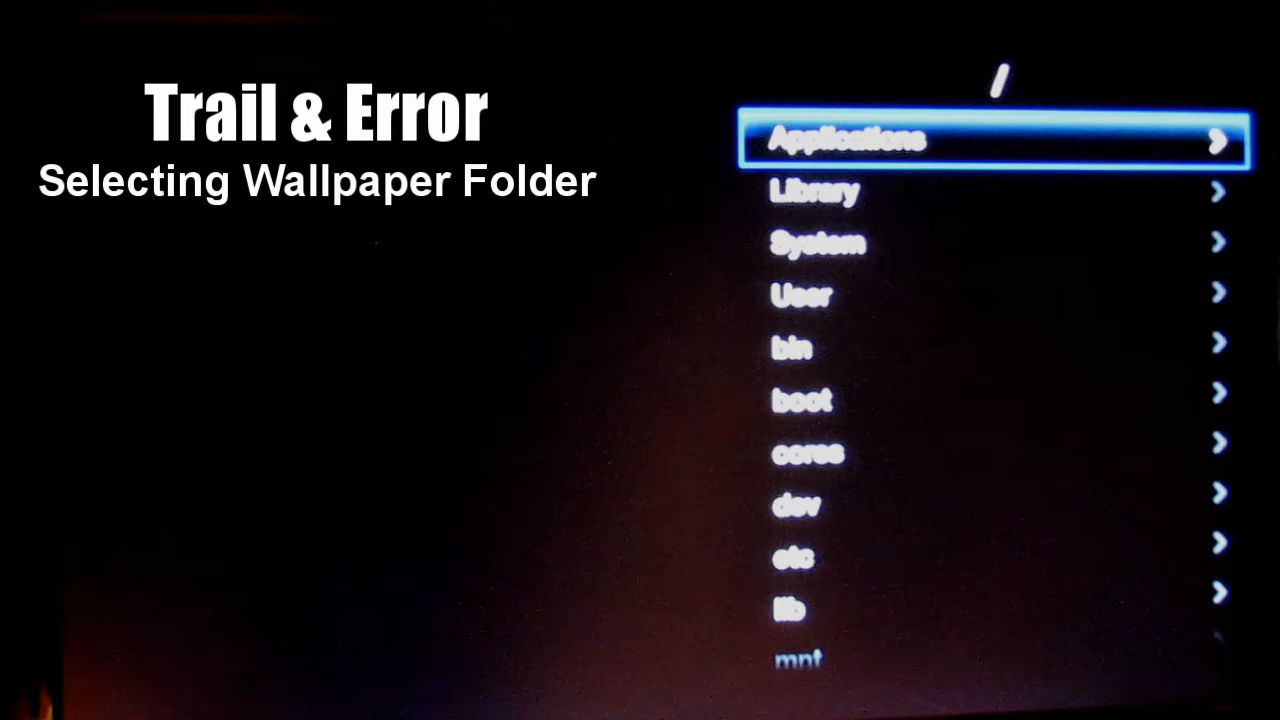 Trail & Error
Selecting Wallpaper Folder
/
Applications
Library
System
User
bin
boot
cores
dev
etc
lib
mnt